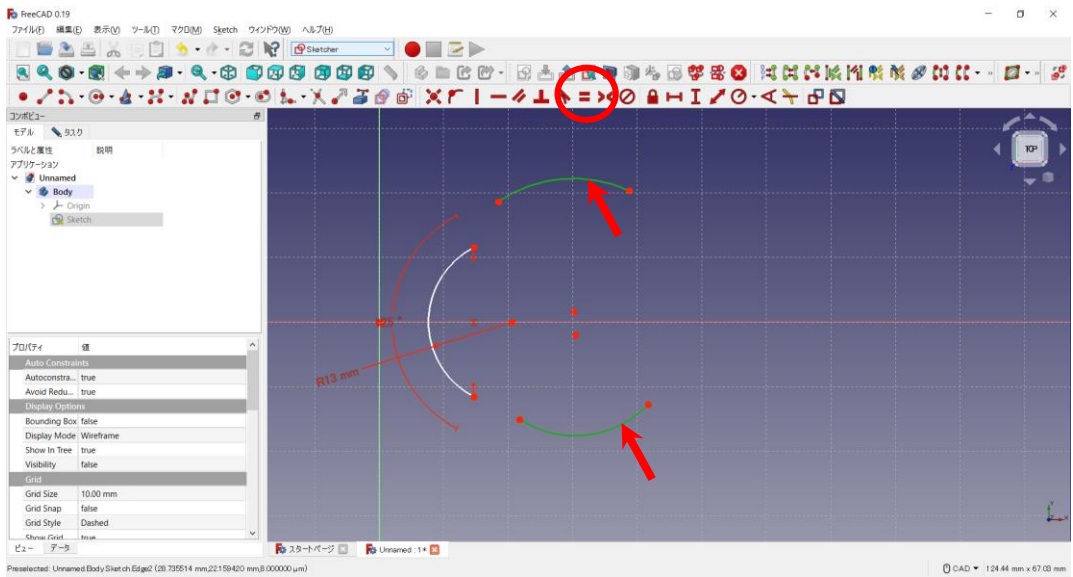 FreeCAD 0.19
ファイル(F) 編集(E) 表示(V) ツール(T) マクロ(M) Sketch ウィンドウ(W) ヘルプ(H)
Sketcher
コンボビュー
モデル タスク
ラベルと属性 説明
アプリケーション
Unnamed
Body
Origin
Sketch
TOP
125 °
R13 mm
プロパティ 値
Auto Constraints
Autoconstra... true
Avoid Redu... true
Display Options
Bounding Box false
Display Mode Wireframe
Show In Tree true
Visibility false
Grid
Grid Size 10.00 mm
Grid Snap false
Grid Style Dashed
Show Grid true
ビュー データ
スタートページ Unnamed : 1*
Preselected: Unnamed.Body.Sketch.Edge2 (28.735514 mm,22.159420 mm,8.000000 μm)
CAD 124.44 mm x 67.03 mm